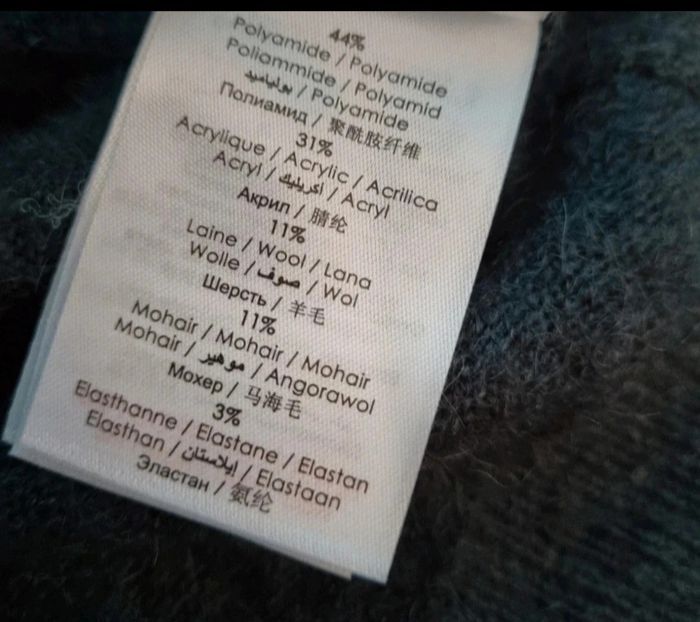 44%
Polyamide / Polyamide
Poliammide / Polyamid
بولياميد / Polyamide
Полиамид / 聚酰胺纤维
31%
Acrylique / Acrylic / Acrilica
Acryl / أكريليك / Acryl
Акрил / 腈纶
11%
Laine / Wool / Lana
Wolle / صوف / Wol
Шерсть / 羊毛
11%
Mohair / Mohair / Mohair
Mohair / موهير / Angorawol
Мохер / 马海毛
3%
Elasthanne / Elastane / Elastan
Elasthan / إيلاستان / Elastaan
Эластан / 氨纶